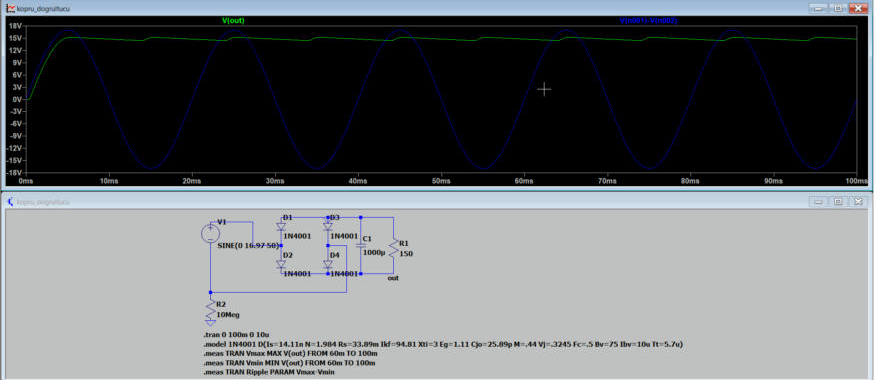 kopru_dogrultucu
V(out)
V(n001)-V(n002)
18V
15V
12V
9V
6V
3V
0V
-3V
-6V
-9V
-12V
-15V
-18V
0ms
10ms
20ms
30ms
40ms
50ms
60ms
70ms
80ms
90ms
100ms
kopru_dogrultucu
V1
SINE(0 16.97 50)
D1
1N4001
D3
1N4001
D2
1N4001
D4
1N4001
C1
1000µ
R1
150
out
R2
10Meg
.tran 0 100m 0 10u
.model 1N4001 D(Is=14.11n N=1.984 Rs=33.89m Ikf=94.81 Xti=3 Eg=1.11 Cjo=25.89p M=.44 Vj=.3245 Fc=.5 Bv=75 Ibv=10u Tt=5.7u)
.meas TRAN Vmax MAX V(out) FROM 60m TO 100m
.meas TRAN Vmin MIN V(out) FROM 60m TO 100m
.meas TRAN Ripple PARAM Vmax-Vmin